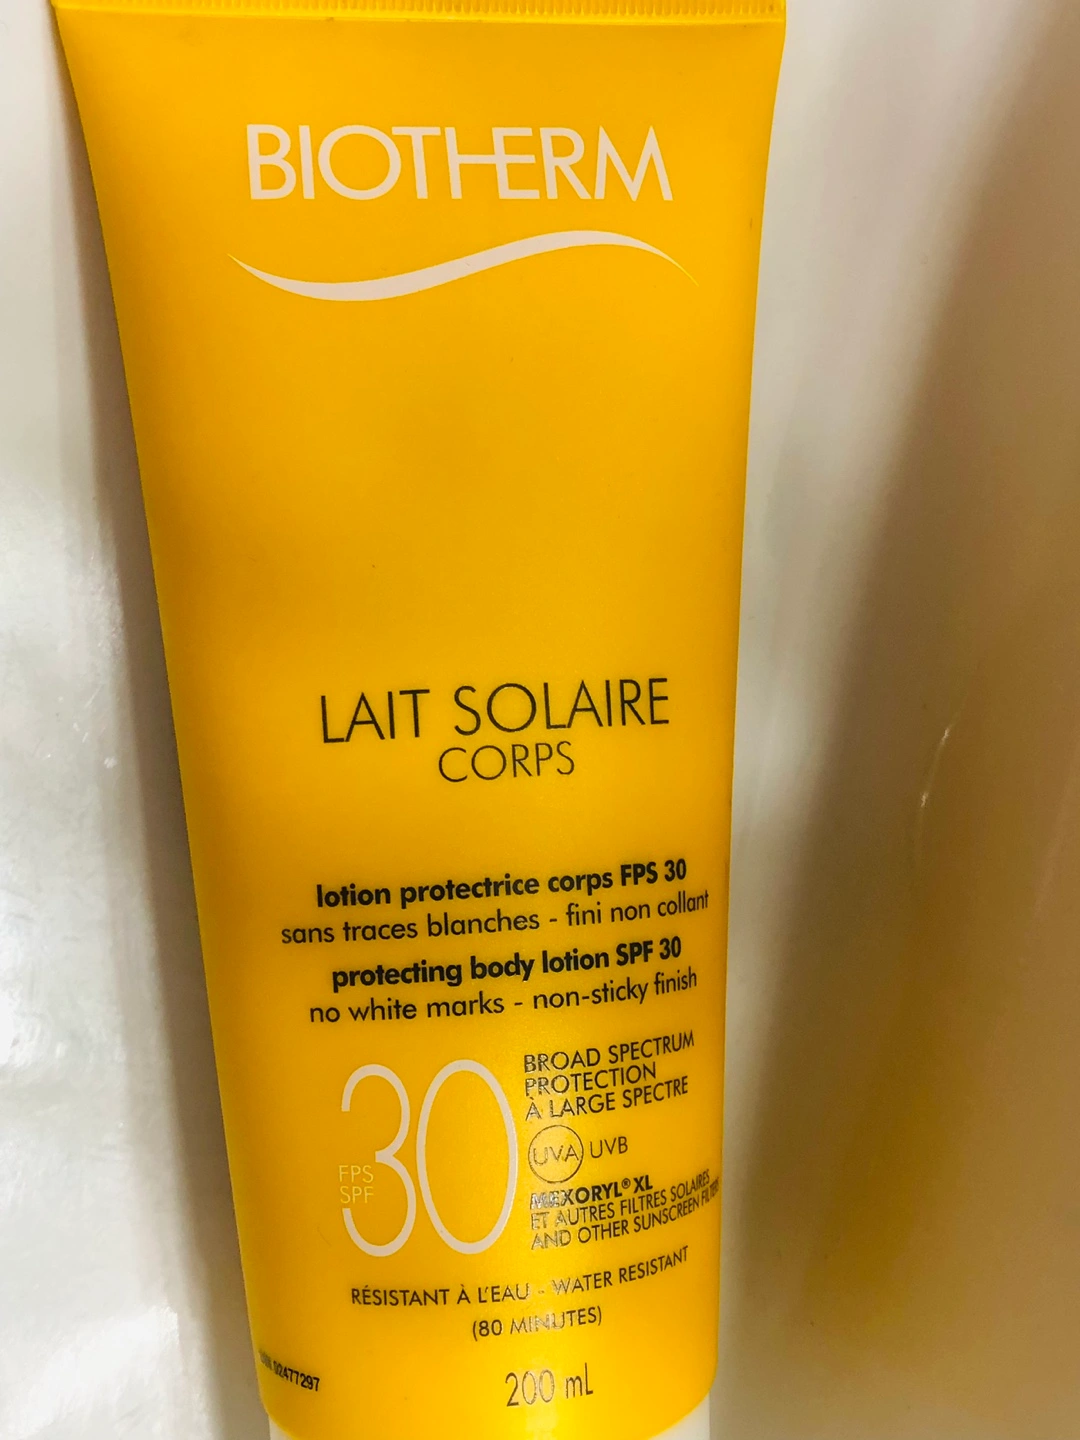 BIOTHERM
LAIT SOLAIRE
CORPS
lotion protectrice corps FPS 30
sans traces blanches - fini non collant
protecting body lotion SPF 30
no white marks - non-sticky finish
30
FPS
SPF
BROAD SPECTRUM
PROTECTION
À LARGE SPECTRE
UVA UVB
MEXORYL® XL
ET AUTRES FILTRES SOLAIRES
AND OTHER SUNSCREEN FILTERS
RÉSISTANT À L'EAU - WATER RESISTANT
(80 MINUTES)
02477297
200 mL